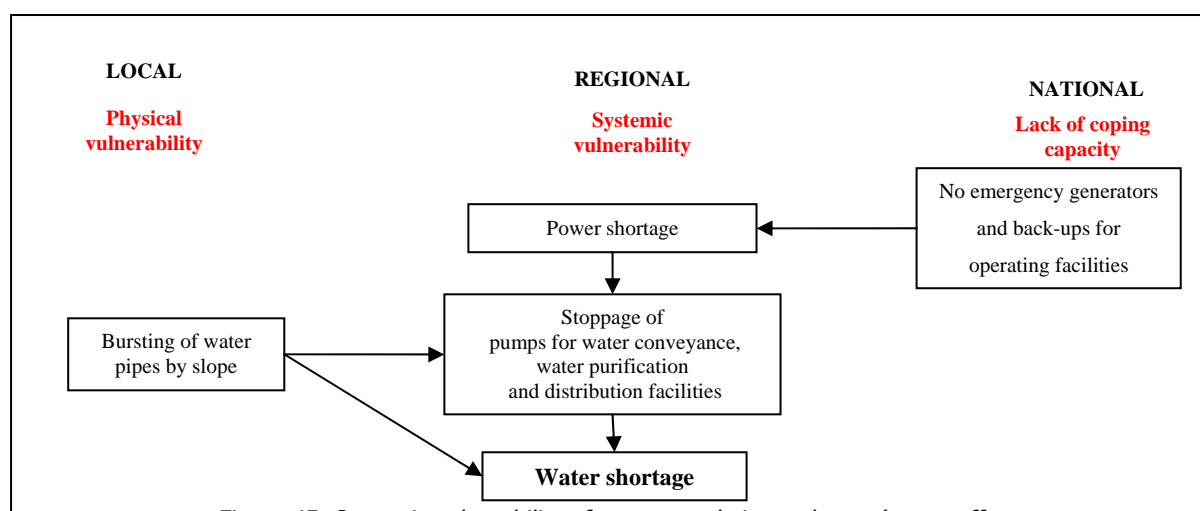 LOCAL
Physical
vulnerability
REGIONAL
Systemic
vulnerability
NATIONAL
Lack of coping
capacity
No emergency generators
and back-ups for
operating facilities
Power shortage
Bursting of water
pipes by slope
Stoppage of
pumps for water conveyance,
water purification
and distribution facilities
Water shortage